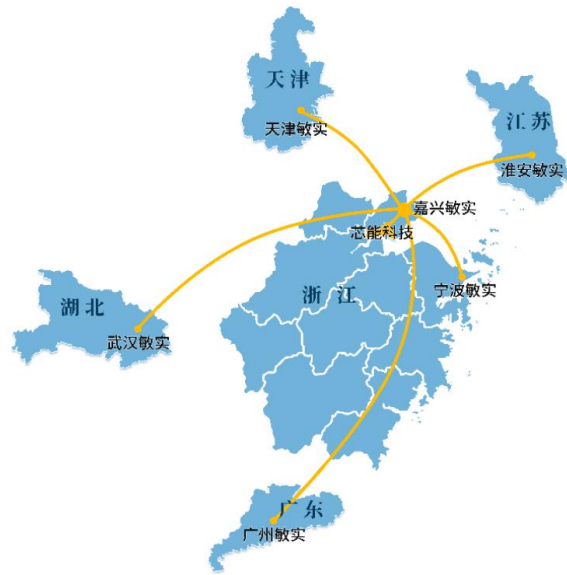 天津
天津敏实
江苏
淮安敏实
嘉兴敏实
芯能科技
浙江
宁波敏实
湖北
武汉敏实
广东
广州敏实